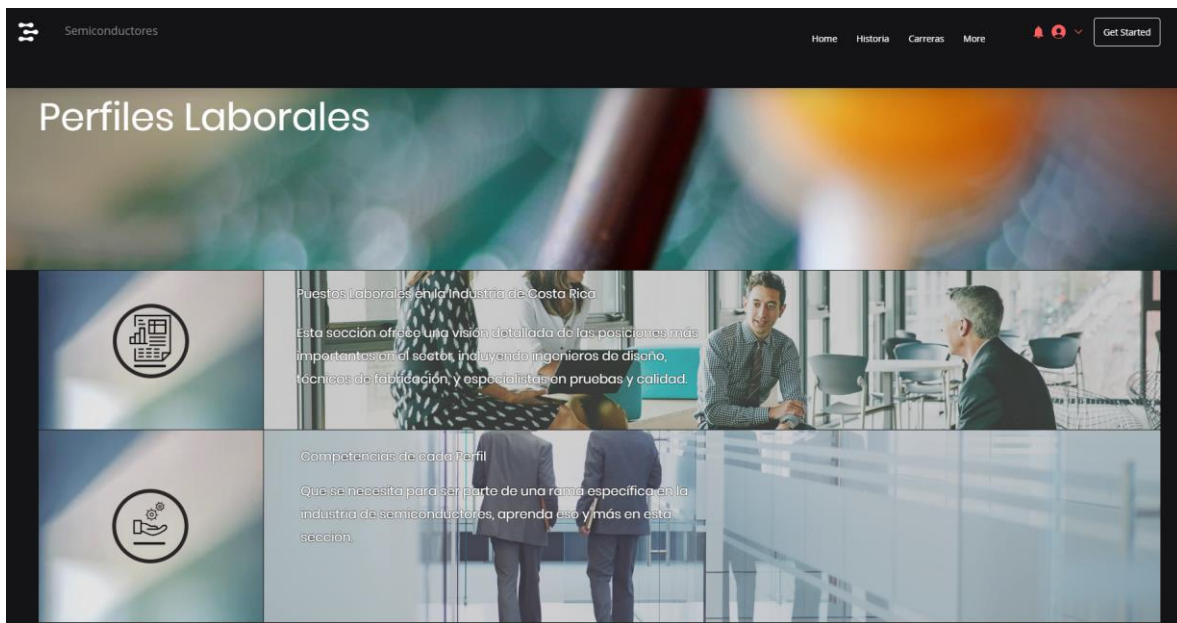 Semiconductores
Home Historia Carreras More Get Started
Perfiles Laborales
Puestos Laborales en la Industria de Costa Rica
Esta sección ofrece una visión detallada de las posiciones más
importantes en el sector, incluyendo ingenieros de diseño,
técnicos de fabricación, y especialistas en pruebas y calidad.
Competencias de cada Perfil
Que se necesita para ser parte de una rama específica en la
industria de semiconductores, aprenda eso y más en esta
sección.